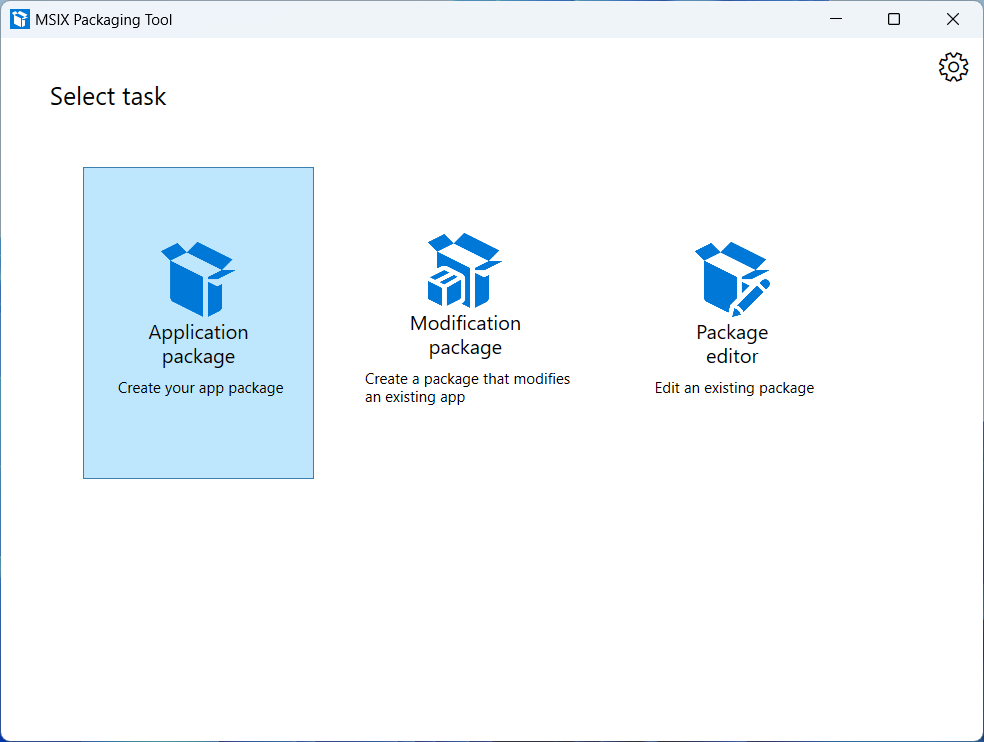 MSIX Packaging Tool
Select task
Application
package
Create your app package
Modification
package
Create a package that modifies
an existing app
Package
editor
Edit an existing package